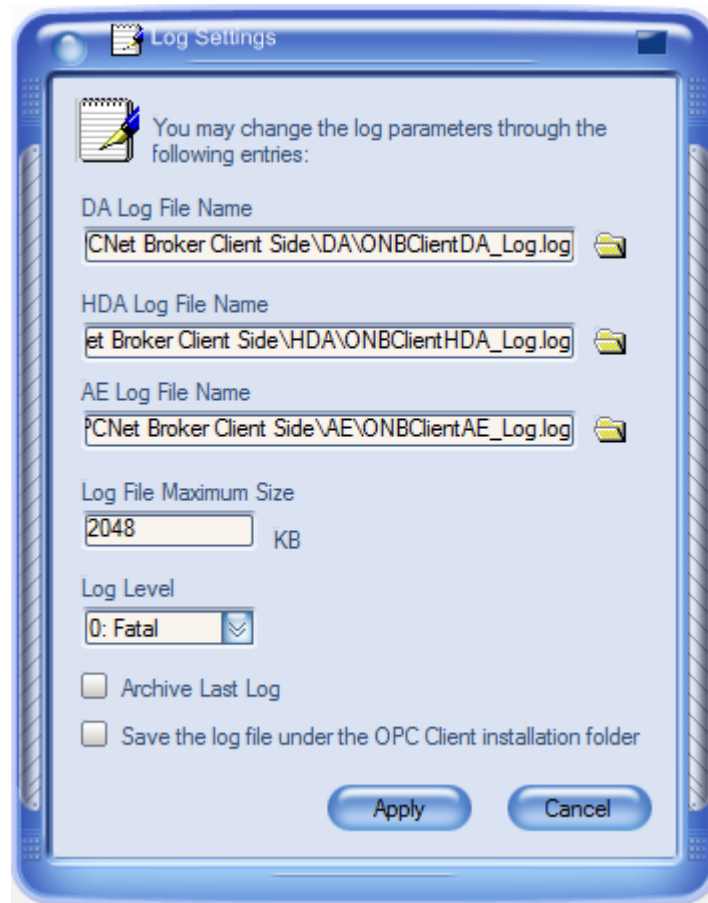 Log Settings
You may change the log parameters through the
following entries:
DA Log File Name
CNet Broker Client Side\DA\ONBClientDA_Log.log
HDA Log File Name
et Broker Client Side\HDA\ONBClientHDA_Log.log
AE Log File Name
PCNet Broker Client Side\AE\ONBClientAE_Log.log
Log File Maximum Size
2048 KB
Log Level
0: Fatal
Archive Last Log
Save the log file under the OPC Client installation folder
Apply Cancel